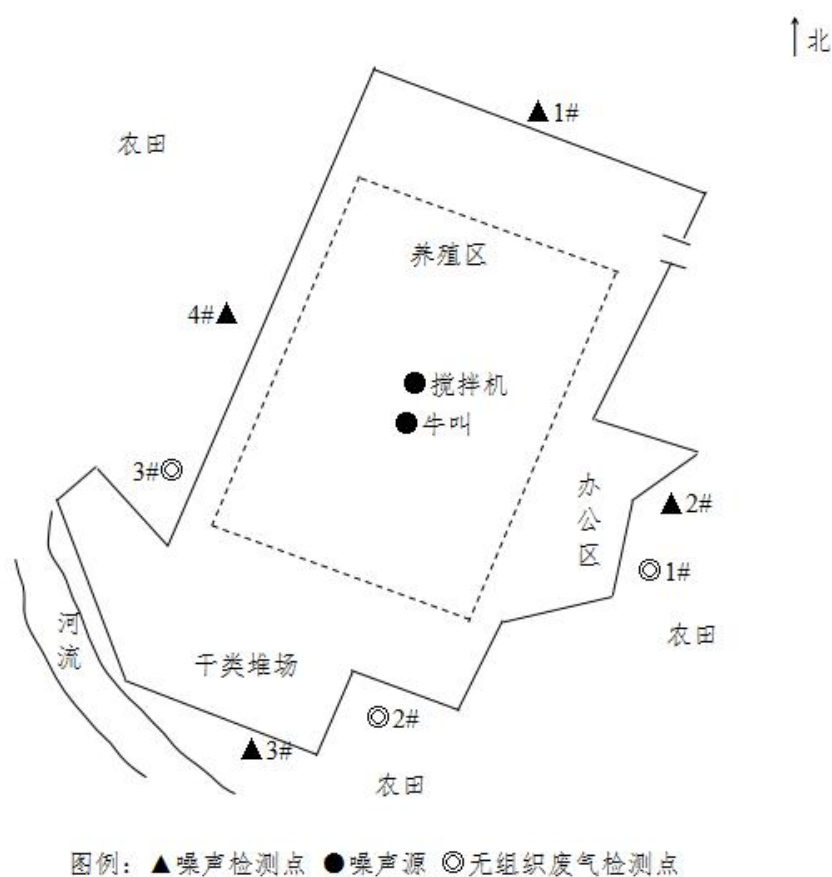 北
▲1#
农田
养殖区
4#▲
●搅拌机
●牛叫
3#◎
办公区
▲2#
◎1#
农田
河流
干类堆场
◎2#
▲3#
农田
图例：▲噪声检测点 ●噪声源 ◎无组织废气检测点